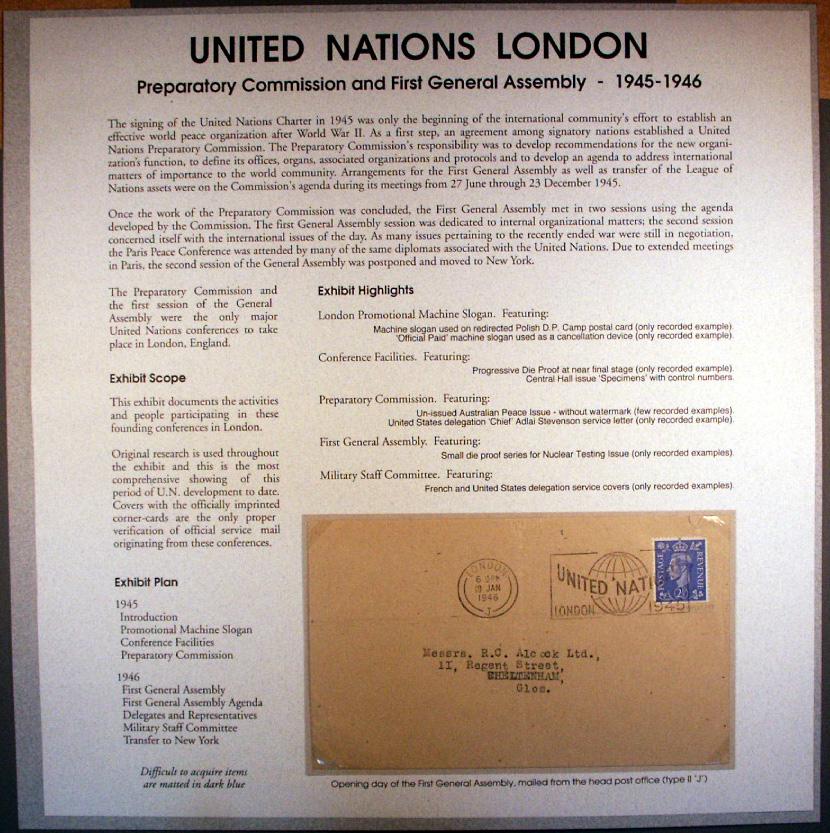 UNITED NATIONS LONDON
Preparatory Commission and First General Assembly - 1945-1946
The signing of the United Nations Charter in 1945 was only the beginning of the international community's effort to establish an
effective world peace organization after World War II. As a first step, an agreement among signatory nations established a United
Nations Preparatory Commission. The Preparatory Commission's responsibility was to develop recommendations for the new organi-
zation's function, to define its offices, organs, associated organizations and protocols and to develop an agenda to address international
matters of importance to the world community. Arrangements for the First General Assembly as well as transfer of the League of
Nations assets were on the Commission's agenda during its meetings from 27 June through 23 December 1945.
Once the work of the Preparatory Commission was concluded, the First General Assembly met in two sessions using the agenda
developed by the Commission. The first General Assembly session was dedicated to internal organizational matters; the second session
concerned itself with the international issues of the day. As many issues pertaining to the recently ended war were still in negotiation,
the Paris Peace Conference was attended by many of the same diplomats associated with the United Nations. Due to extended meetings
in Paris, the second session of the General Assembly was postponed and moved to New York.
The Preparatory Commission and
the first session of the General
Assembly were the only major
United Nations conferences to take
place in London, England.
Exhibit Scope
This exhibit documents the activities
and people participating in these
founding conferences in London.
Original research is used throughout
the exhibit and this is the most
comprehensive showing of this
period of U.N. development to date.
Covers with the officially imprinted
corner-cards are the only proper
verification of official service mail
originating from these conferences.
Exhibit Plan
1945
Introduction
Promotional Machine Slogan
Conference Facilities
Preparatory Commission
1946
First General Assembly
First General Assembly Agenda
Delegates and Representatives
Military Staff Committee
Transfer to New York
Difficult to acquire items
are matted in dark blue
Exhibit Highlights
London Promotional Machine Slogan. Featuring:
Machine slogan used on redirected Polish D.P. Camp postal card (only recorded example).
'Official Paid' machine slogan used as a cancellation device (only recorded example).
Conference Facilities. Featuring:
Progressive Die Proof at near final stage (only recorded example).
Central Hall issue 'Specimens' with control numbers.
Preparatory Commission. Featuring:
Un-issued Australian Peace Issue - without watermark (few recorded examples).
United States delegation 'Chief' Adlai Stevenson service letter (only recorded example).
First General Assembly. Featuring:
Small die proof series for Nuclear Testing Issue (only recorded example).
Military Staff Committee. Featuring:
French and United States delegation service covers (only recorded examples).
LONDON
6 PM
JAN
1946
J
UNITED NATI
LONDON 1945
POSTAGE REVENUE
2½
Messrs. R.C. Alcock Ltd.,
11, Regent Street,
CHELTENHAM,
Glos.
Opening day of the First General Assembly, mailed from the head post office (type II "J")